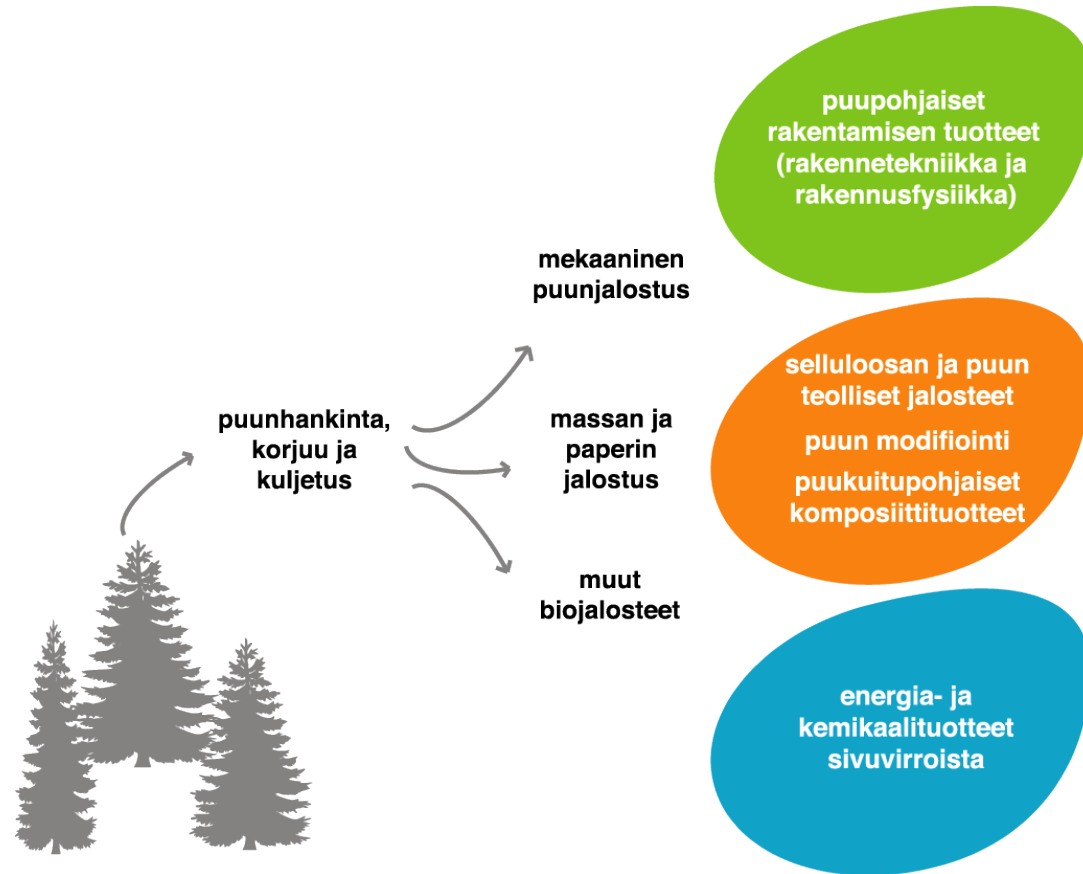 puunhankinta,
korjuu ja
kuljetus
mekaaninen
puunjalostus
massan ja
paperin
jalostus
muut
biojalosteet
puupohjaiset
rakentamisen tuotteet
(rakennetekniikka ja
rakennusfysiikka)
selluloosan ja puun
teolliset jalosteet
puun modifiointi
puukuitupohjaiset
komposiittituotteet
energia- ja
kemikaalituotteet
sivuvirroista